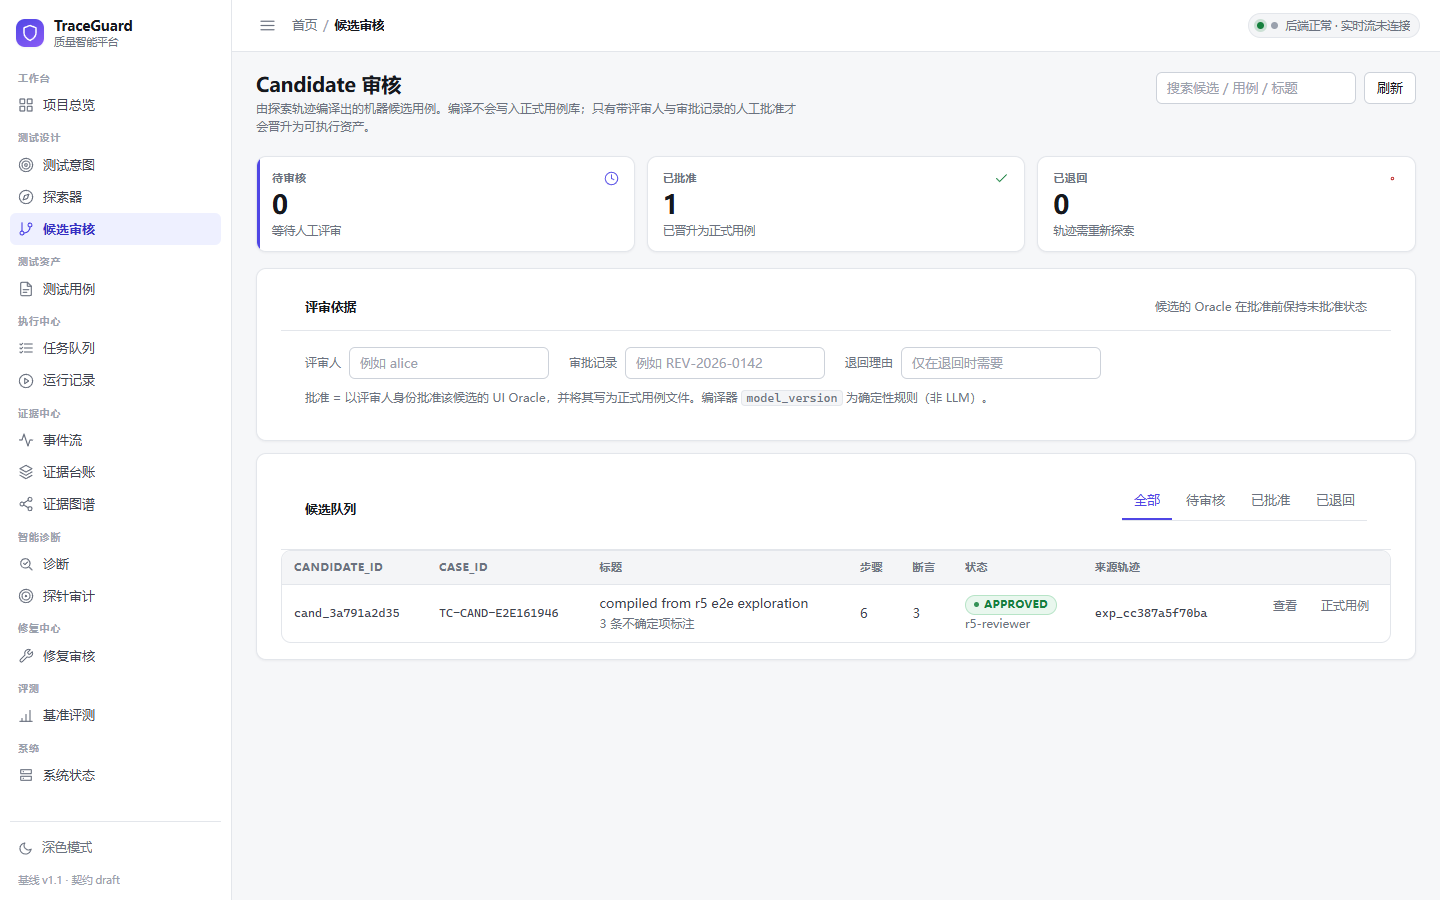 TraceGuard
质量智能平台
工作台
项目总览
测试设计
测试意图
探索器
候选审核
测试资产
测试用例
执行中心
任务队列
运行记录
证据中心
事件流
证据台账
证据图谱
智能诊断
诊断
探针审计
修复中心
修复审核
评测
基准评测
系统
系统状态
深色模式
基线 v1.1 · 契约 draft
首页 / 候选审核
后端正常 · 实时流未连接
Candidate 审核
由探索轨迹编译出的机器候选用例。编译不会写入正式用例库；只有带评审人与审批记录的人工批准才
会晋升为可执行资产。
搜索候选 / 用例 / 标题
刷新
待审核
0
等待人工评审
已批准
1
已晋升为正式用例
已退回
0
轨迹需重新探索
评审依据
候选的 Oracle 在批准前保持未批准状态
评审人 例如 alice 审批记录 例如 REV-2026-0142 退回理由 仅在退回时需要
批准 = 以评审人身份批准该候选的 UI Oracle，并将其写为正式用例文件。编译器 model_version 为确定性规则（非 LLM）。
候选队列
全部 待审核 已批准 已退回
CANDIDATE_ID CASE_ID 标题 步骤 断言 状态 来源轨迹
cand_3a791a2d35 TC-CAND-E2E161946 compiled from r5 e2e exploration 6 3 APPROVED exp_cc387a5f70ba 查看 正式用例
3 条不确定项标注 r5-reviewer